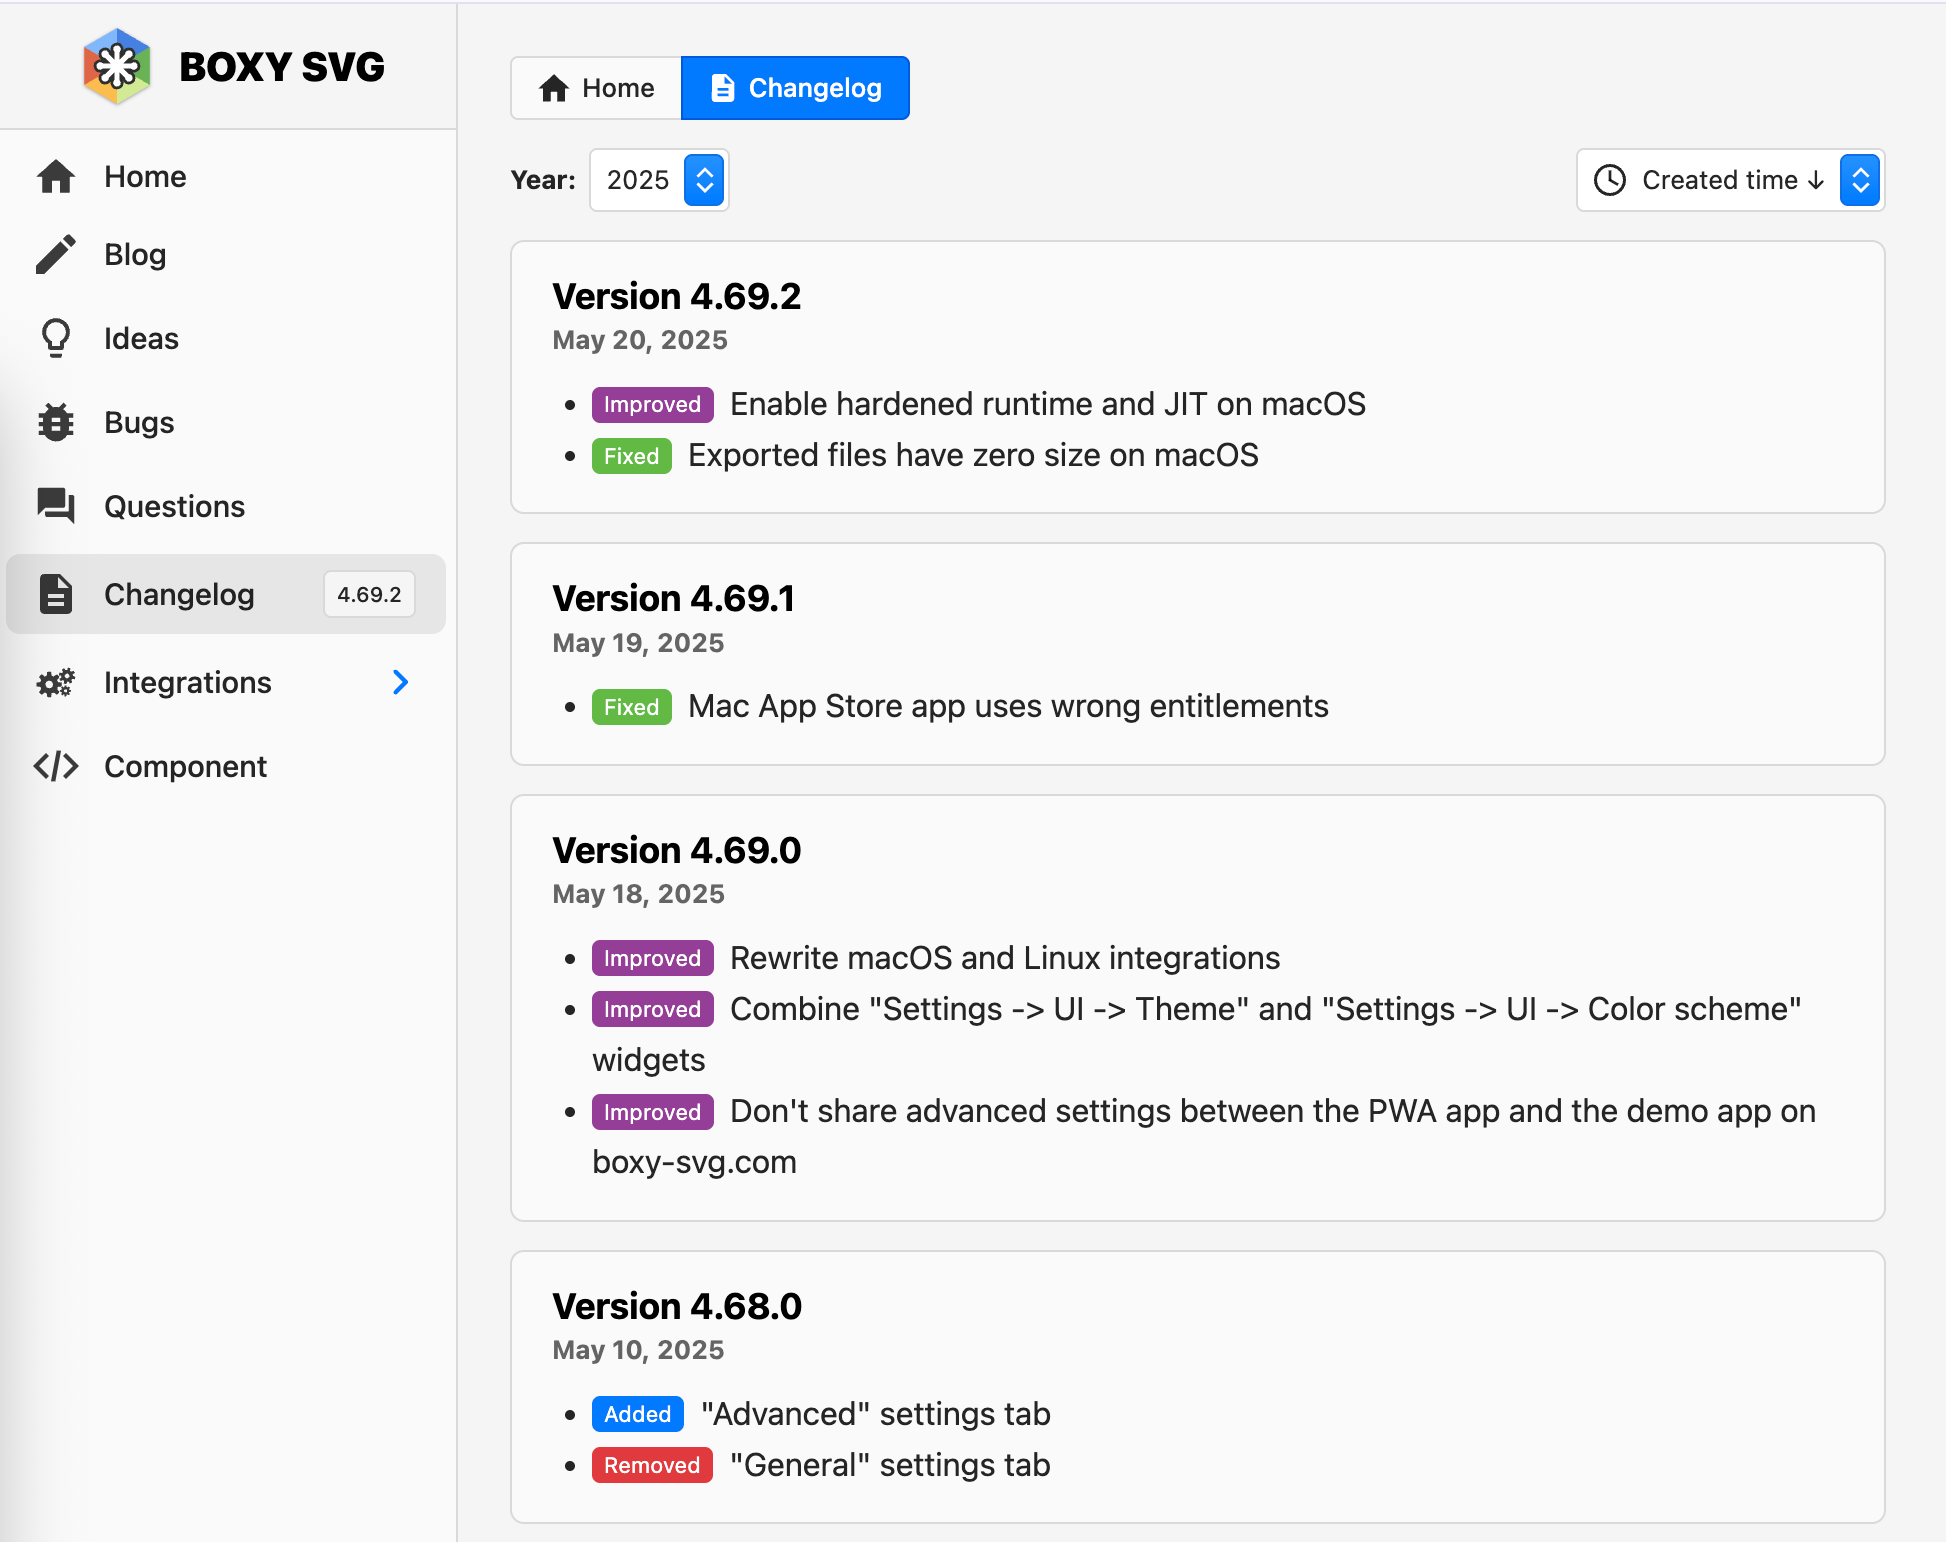 BOXY SVG
Home
Blog
Ideas
Bugs
Questions
Changelog 4.69.2
Integrations
Component
Home Changelog
Year: 2025 Created time ↓
Version 4.69.2
May 20, 2025
• Improved Enable hardened runtime and JIT on macOS
• Fixed Exported files have zero size on macOS
Version 4.69.1
May 19, 2025
• Fixed Mac App Store app uses wrong entitlements
Version 4.69.0
May 18, 2025
• Improved Rewrite macOS and Linux integrations
• Improved Combine "Settings -> UI -> Theme" and "Settings -> UI -> Color scheme"
widgets
• Improved Don't share advanced settings between the PWA app and the demo app on
boxy-svg.com
Version 4.68.0
May 10, 2025
• Added "Advanced" settings tab
• Removed "General" settings tab